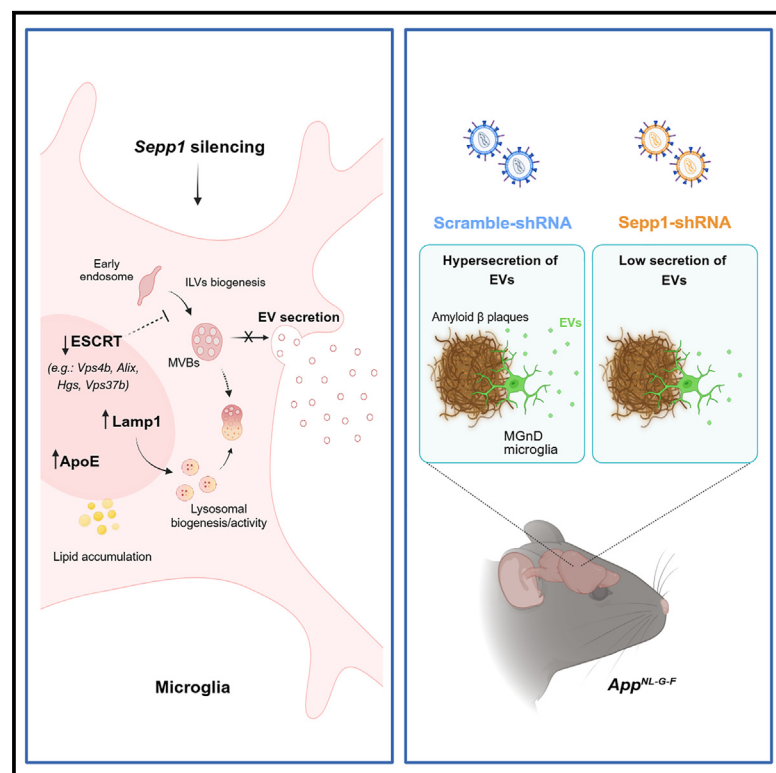 Sepp1 silencing
Early
endosome
ILVs biogenesis
EV secretion
↓ESCRT
(e.g.: Vps4b, Alix,
Hgs, Vps37b)
MVBs
↑Lamp1
↑ApoE
Lysosomal
biogenesis/activity
Lipid accumulation
Microglia
Scramble-shRNA
Sepp1-shRNA
Hypersecretion of
EVs
Amyloid β plaques
EVs
MGnD
microglia
Low secretion of
EVs
App^NL-G-F